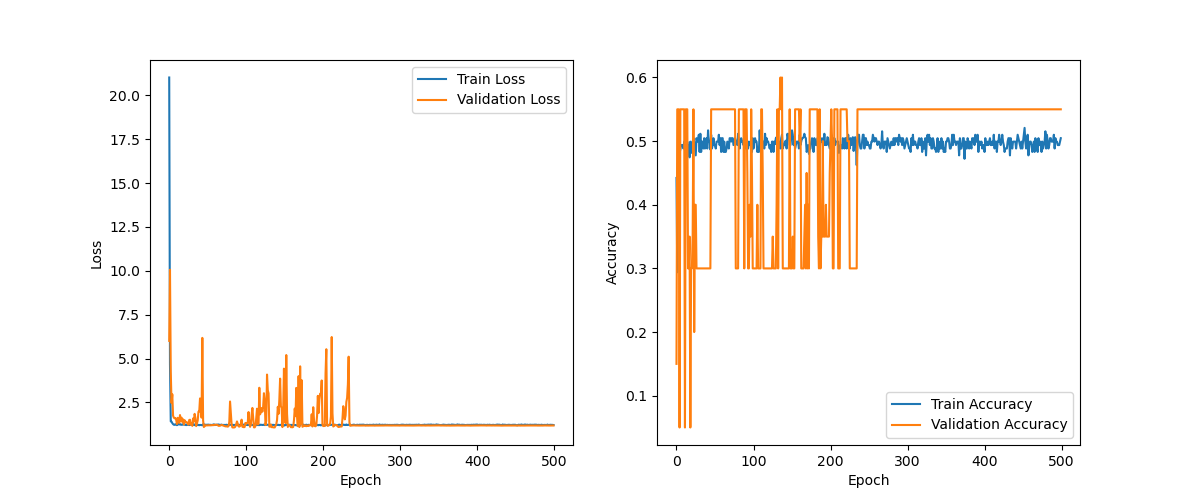 Train Loss
Validation Loss
20.0
17.5
15.0
12.5
10.0
7.5
5.0
2.5
Loss
0 100 200 300 400 500
Epoch
0.6
0.5
0.4
0.3
0.2
0.1
Accuracy
Train Accuracy
Validation Accuracy
0 100 200 300 400 500
Epoch